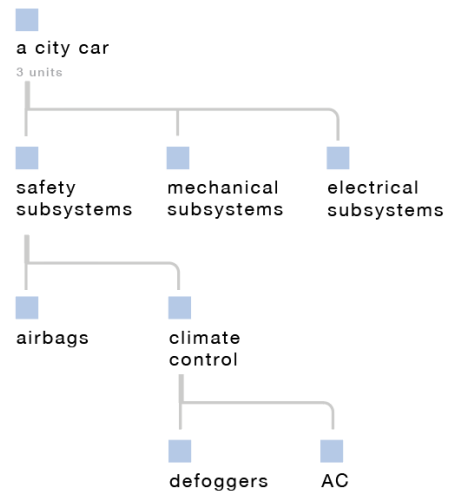 a city car
3 units
safety
subsystems
mechanical
subsystems
electrical
subsystems
airbags
climate
control
defoggers
AC